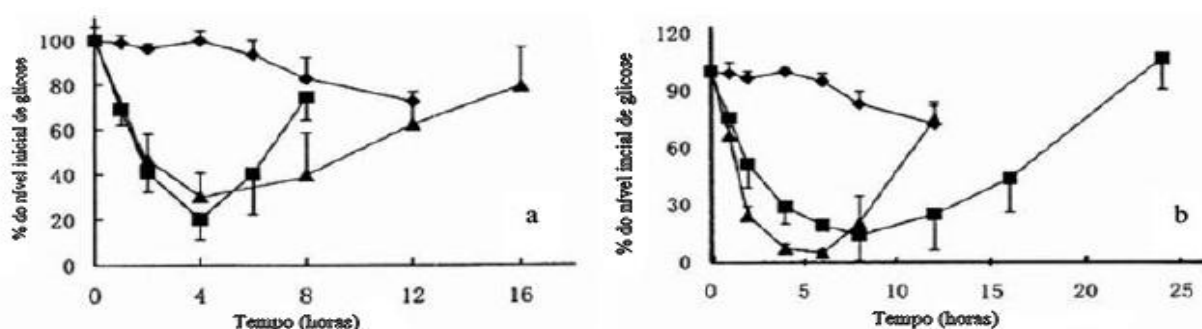 % do nível inicial de glicose
100
80
60
40
20
0
a
0 4 8 12 16
Tempo (horas)
% do nível incial de glicose
120
90
60
30
0
b
0 5 10 15 20 25
Tempo (horas)